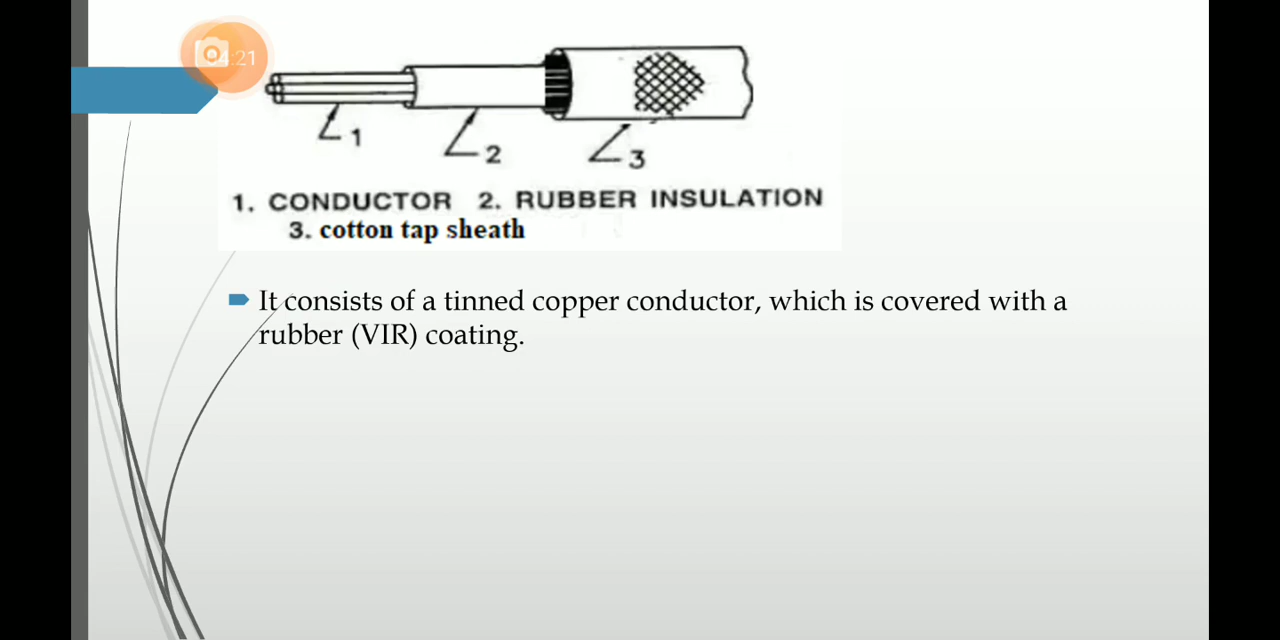 :21
1
2
3
1. CONDUCTOR 2. RUBBER INSULATION
3. cotton tap sheath
It consists of a tinned copper conductor, which is covered with a
rubber (VIR) coating.